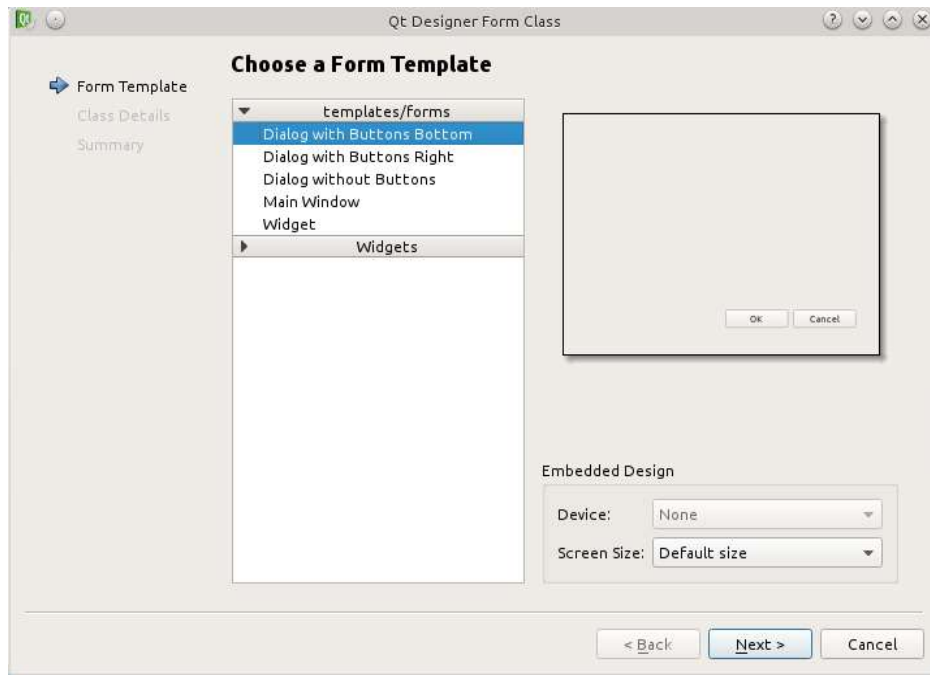 Qt Designer Form Class
Form Template
Class Details
Summary
Choose a Form Template
templates/forms
Dialog with Buttons Bottom
Dialog with Buttons Right
Dialog without Buttons
Main Window
Widget
Widgets
OK Cancel
Embedded Design
Device: None
Screen Size: Default size
< Back Next > Cancel